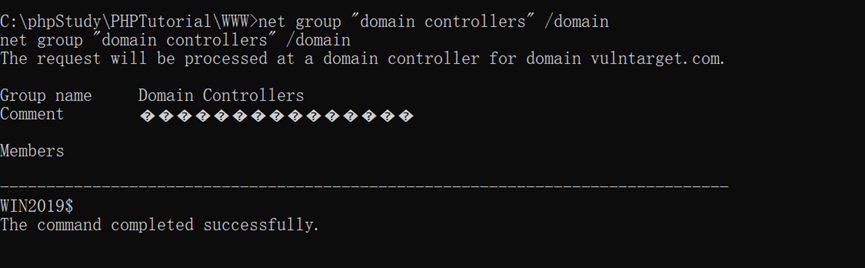 C:\phpStudy\PHPTutorial\WWW>net group "domain controllers" /domain
net group "domain controllers" /domain
The request will be processed at a domain controller for domain vulntarget.com.
Group name     Domain Controllers
Comment        ���������������
Members
-------------------------------------------------------------------------------
WIN2019$
The command completed successfully.